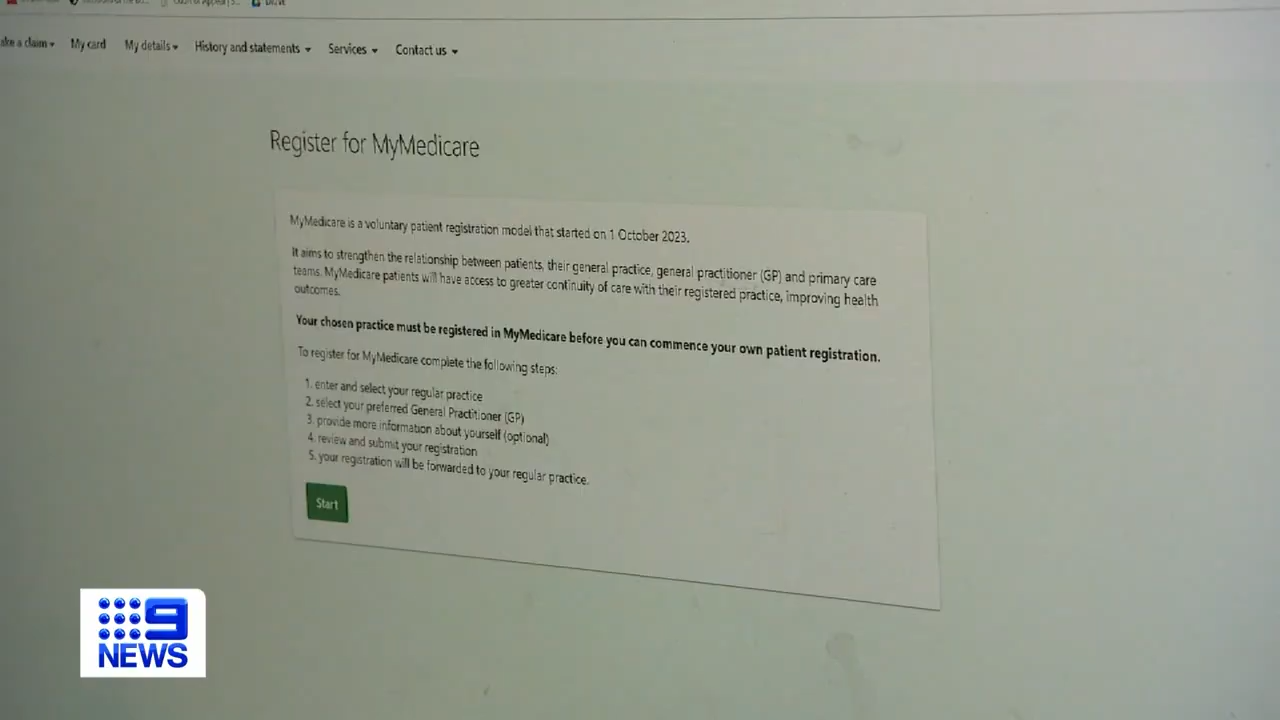 My card My details History and statements Services Contact us
Register for MyMedicare
MyMedicare is a voluntary patient registration model that started on 1 October 2023.
It aims to strengthen the relationship between patients, their general practice, general practitioner (GP) and primary care
teams. MyMedicare patients will have access to greater continuity of care with their registered practice, improving health
outcomes.
Your chosen practice must be registered in MyMedicare before you can commence your own patient registration.
To register for MyMedicare complete the following steps:
1. enter and select your regular practice
2. select your preferred General Practitioner (GP)
3. provide more information about yourself (optional)
4. review and submit your registration
5. your registration will be forwarded to your regular practice.
Start
9
NEWS